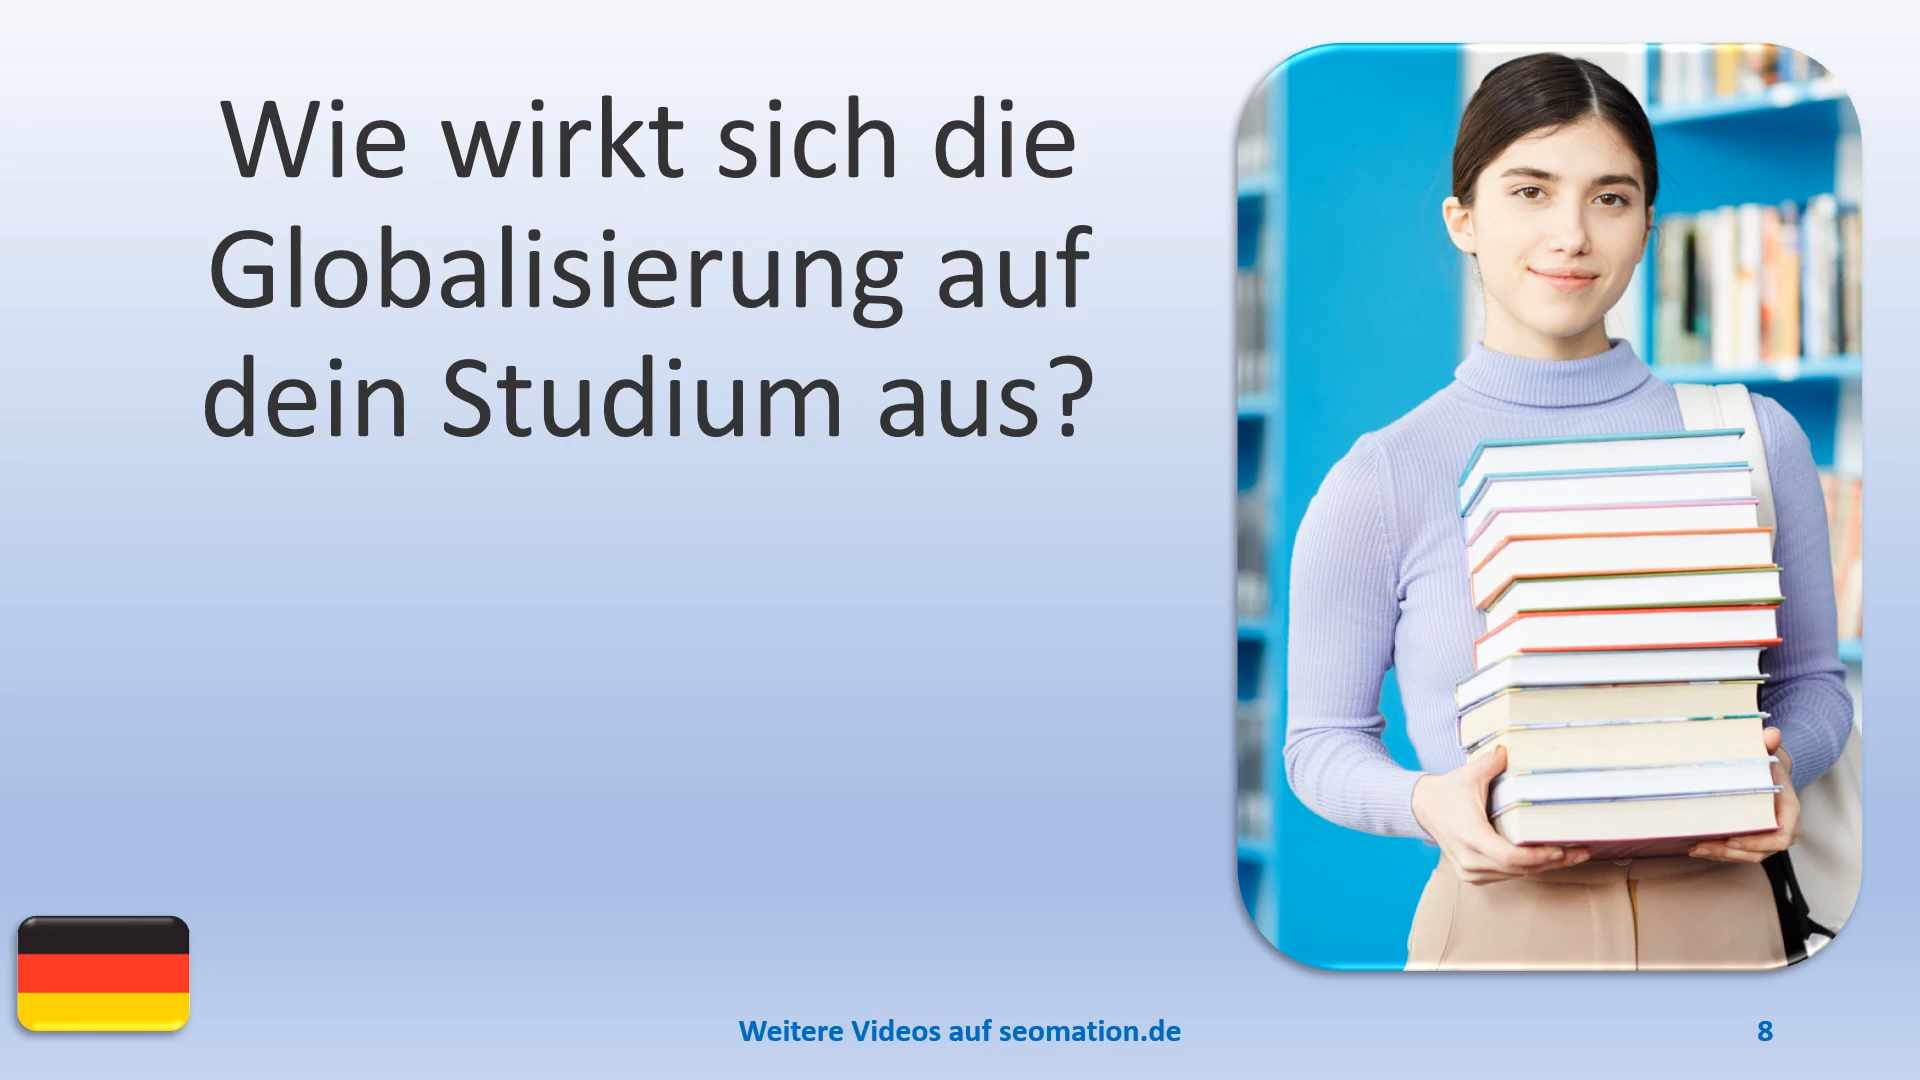 Wie wirkt sich die
Globalisierung auf
dein Studium aus?
Weitere Videos auf seomation.de
8